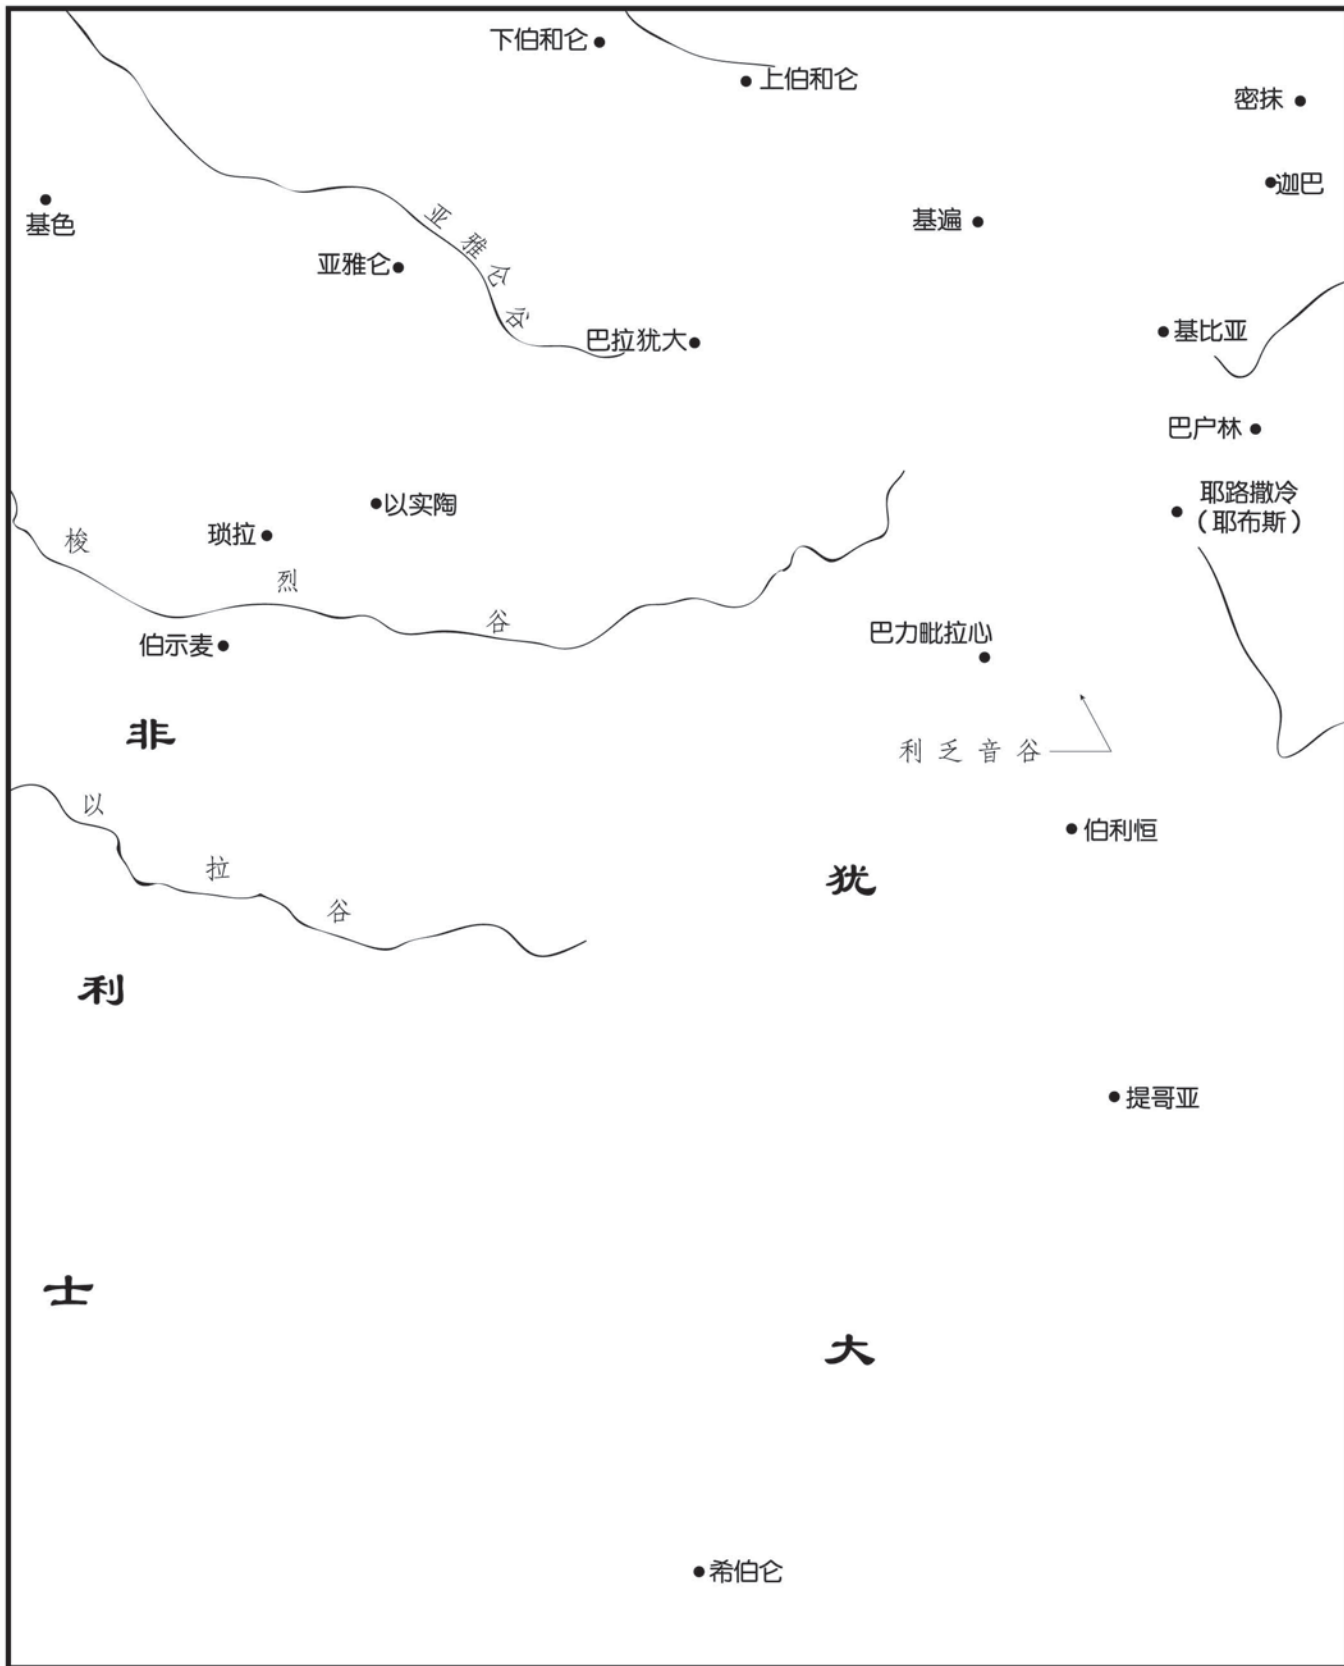 下伯和仑
上伯和仑
密抹
迦巴
基色
基遍
亚雅仑
亚雅仑谷
巴拉犹大
基比亚
巴户林
耶路撒冷
（耶布斯）
以实陶
琐拉
梭烈谷
伯示麦
巴力毗拉心
利乏音谷
伯利恒
以拉谷
提哥亚
希伯仑
非利士
犹大